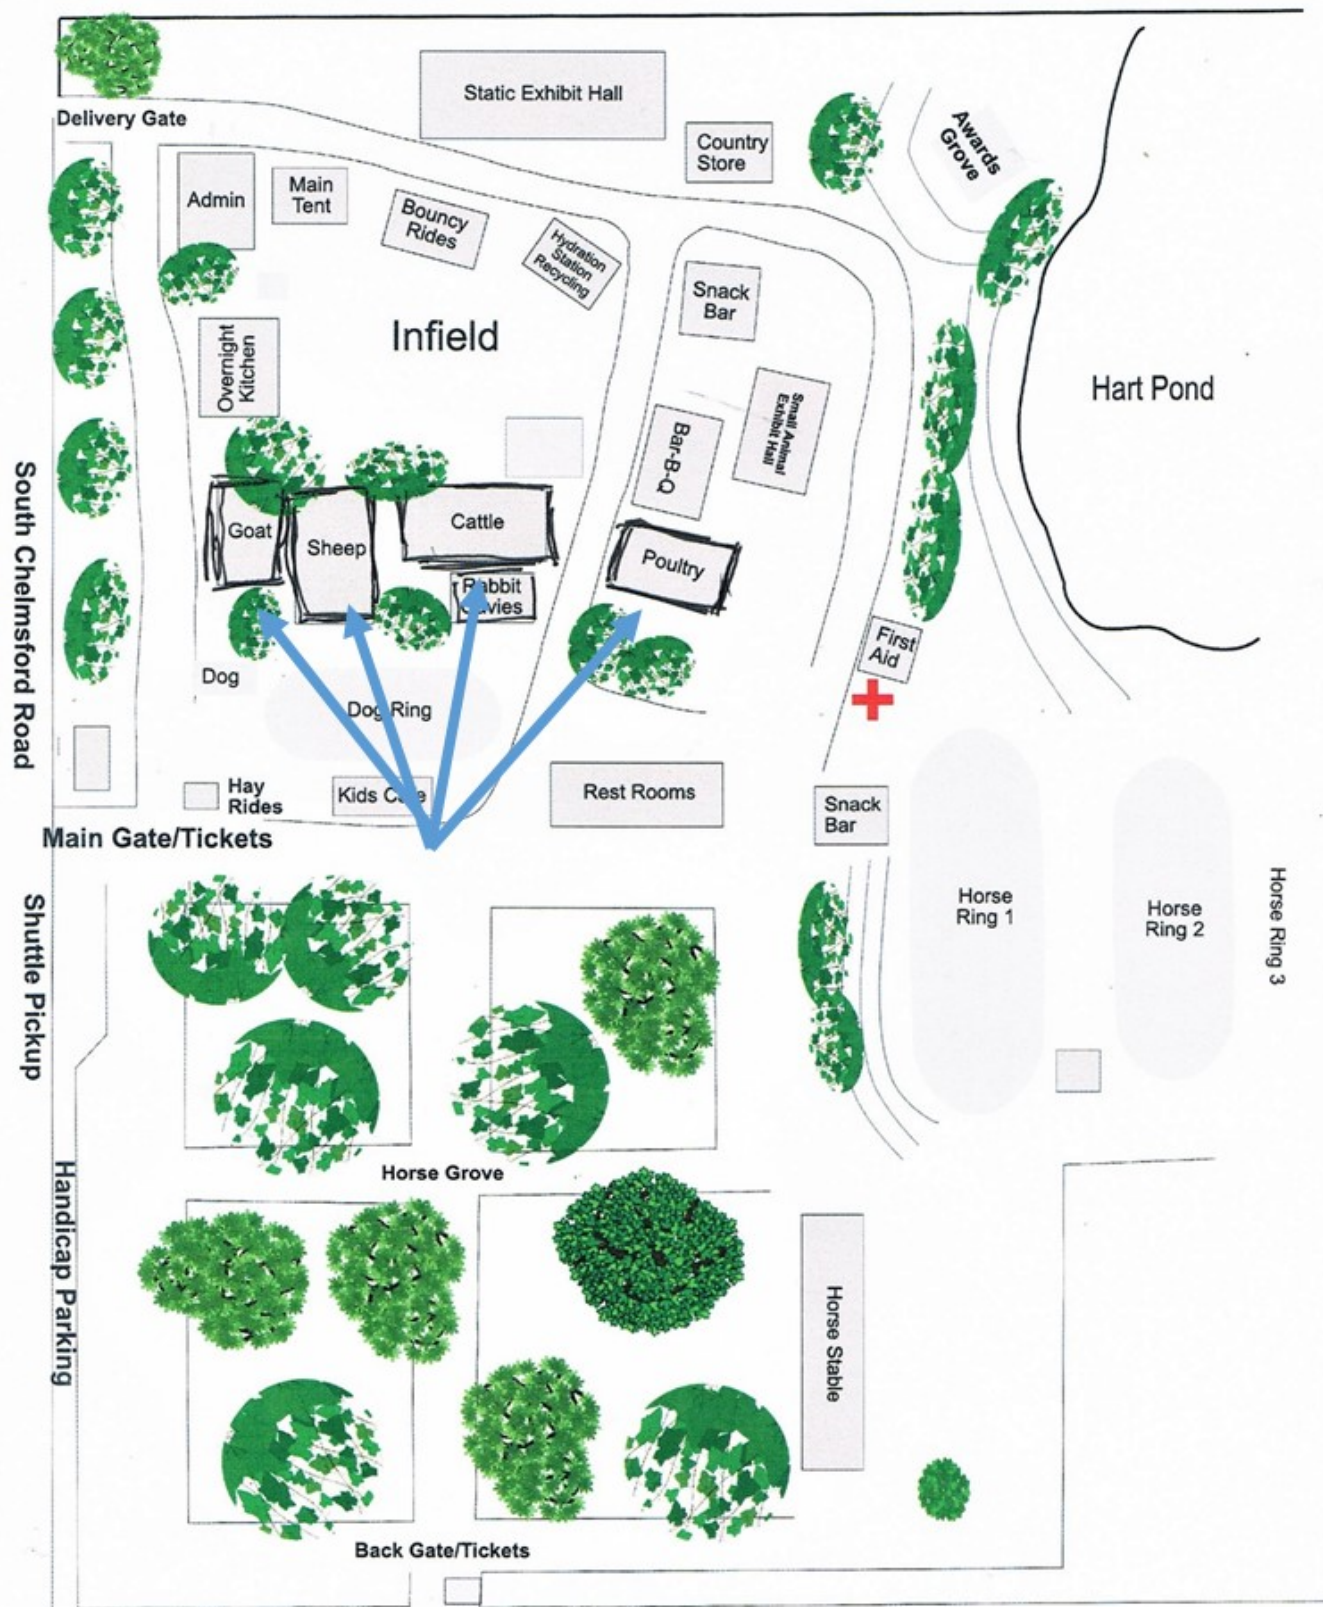 Static Exhibit Hall
Delivery Gate
Country
Store
Awards
Grove
Admin
Main
Tent
Bouncy
Rides
Hydration
Station
Recycling
Snack
Bar
Overnight
Kitchen
Infield
Small Animal
Exhibit Hall
Hart Pond
Bar-B-Q
South Chelmsford Road
Goat
Sheep
Cattle
Poultry
Rabbit
First
Aid
Dog
Dog Ring
Hay
Rides
Kids
Rest Rooms
Snack
Bar
Main Gate/Tickets
Shuttle Pickup
Horse
Ring 1
Horse
Ring 2
Horse Ring 3
Horse Grove
Handicap Parking
Horse Stable
Back Gate/Tickets